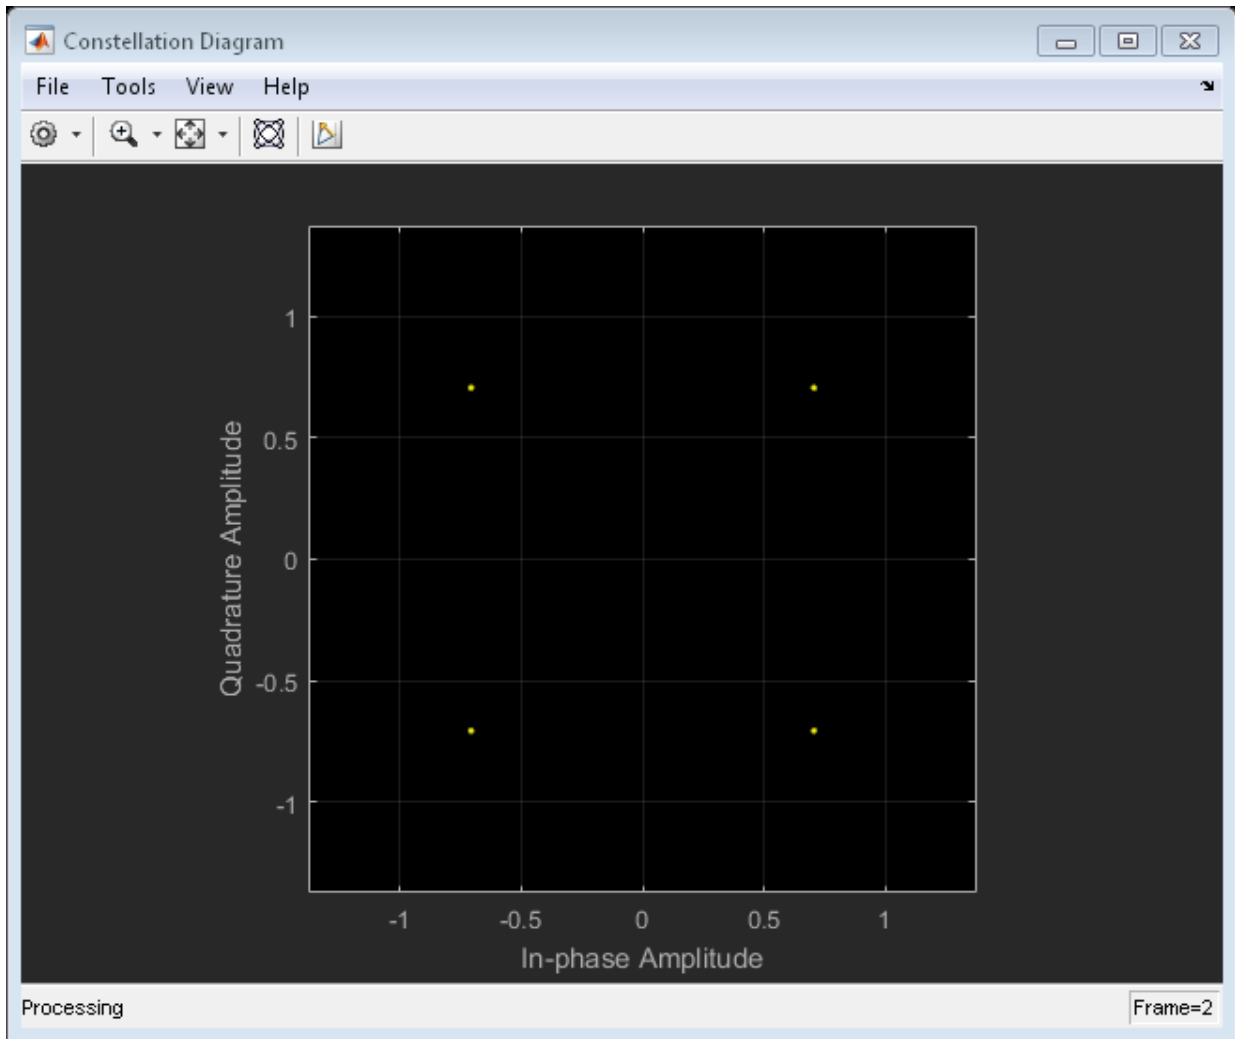 Constellation Diagram
File Tools View Help
1
0.5
0
-0.5
-1
Quadrature Amplitude
-1 -0.5 0 0.5 1
In-phase Amplitude
Processing Frame=2